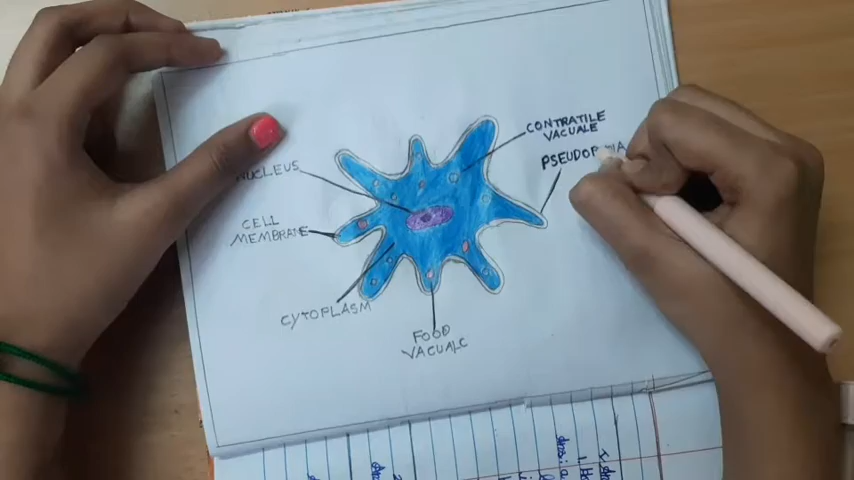 CONTRATILE
VACUALE
NUCLEUS
CELL
MEMBRANE
CYTOPLASM
FOOD
VACUALC